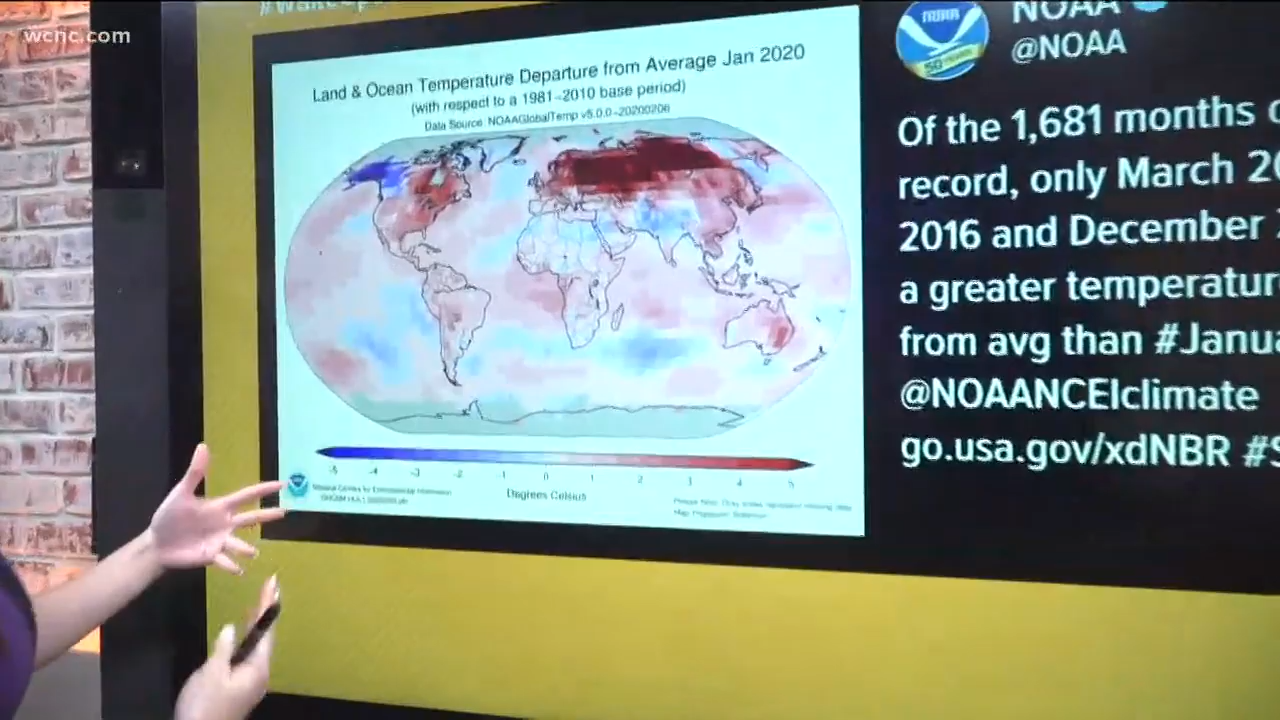 wcnc.com
Land & Ocean Temperature Departure from Average Jan 2020
(with respect to a 1981-2010 base period)
Data Source: NOAAGlobalTemp v5.0.0-20200206
-5 -4 -3 -2 -1 0 1 2 3 4 5
Degrees Celsius
NOAA
NOAA
@NOAA
Of the 1,681 months
record, only March
2016 and December
a greater
from avg than
@NOAANCEIclimate
go.usa.gov/xdNBR